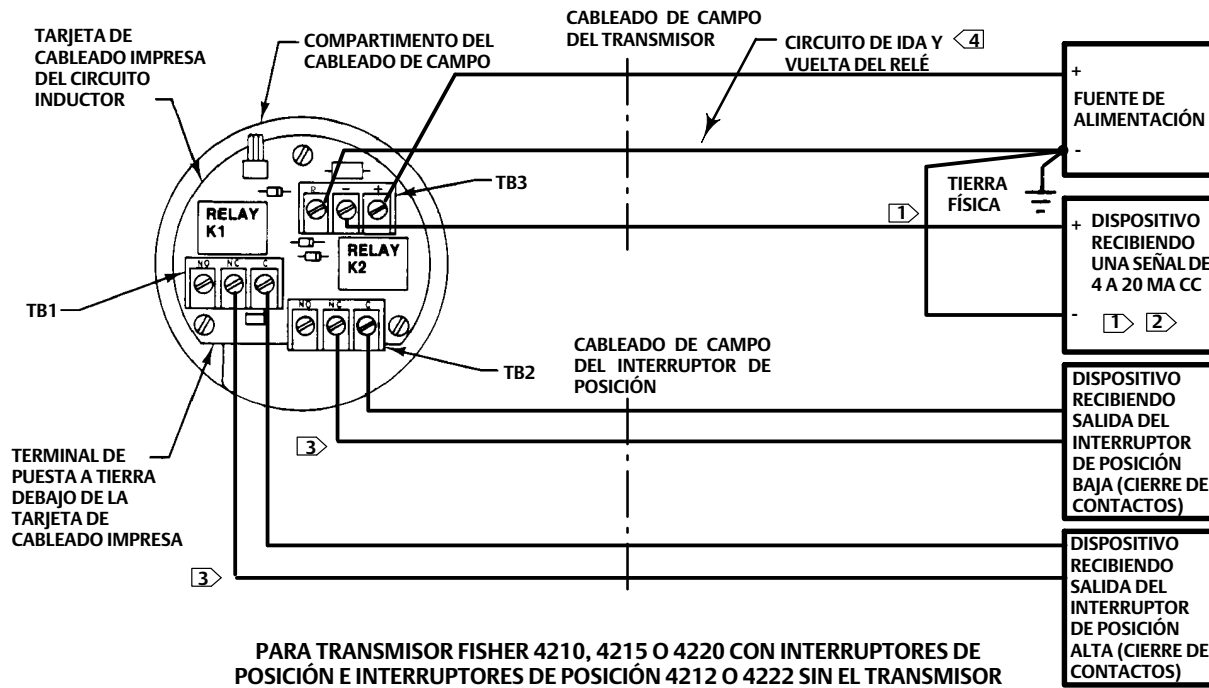 TARJETA DE
CABLEADO IMPRESA
DEL CIRCUITO
INDUCTOR
COMPARTIMENTO DEL
CABLEADO DE CAMPO
CABLEADO DE CAMPO
DEL TRANSMISOR
CIRCUITO DE IDA Y
VUELTA DEL RELÉ
4
+
FUENTE DE
ALIMENTACIÓN
-
TIERRA
FÍSICA
TB3
R - +
RELAY
K1
RELAY
K2
NO NC C
TB1
NO NC C
TB2
1
+ DISPOSITIVO
RECIBIENDO
UNA SEÑAL DE
4 A 20 MA CC
-
1 2
CABLEADO DE CAMPO
DEL INTERRUPTOR DE
POSICIÓN
3
DISPOSITIVO
RECIBIENDO
SALIDA DEL
INTERRUPTOR
DE POSICIÓN
BAJA (CIERRE DE
CONTACTOS)
TERMINAL DE
PUESTA A TIERRA
DEBAJO DE LA
TARJETA DE
CABLEADO IMPRESA
3
DISPOSITIVO
RECIBIENDO
SALIDA DEL
INTERRUPTOR
DE POSICIÓN
ALTA (CIERRE DE
CONTACTOS)
PARA TRANSMISOR FISHER 4210, 4215 O 4220 CON INTERRUPTORES DE
POSICIÓN E INTERRUPTORES DE POSICIÓN 4212 O 4222 SIN EL TRANSMISOR